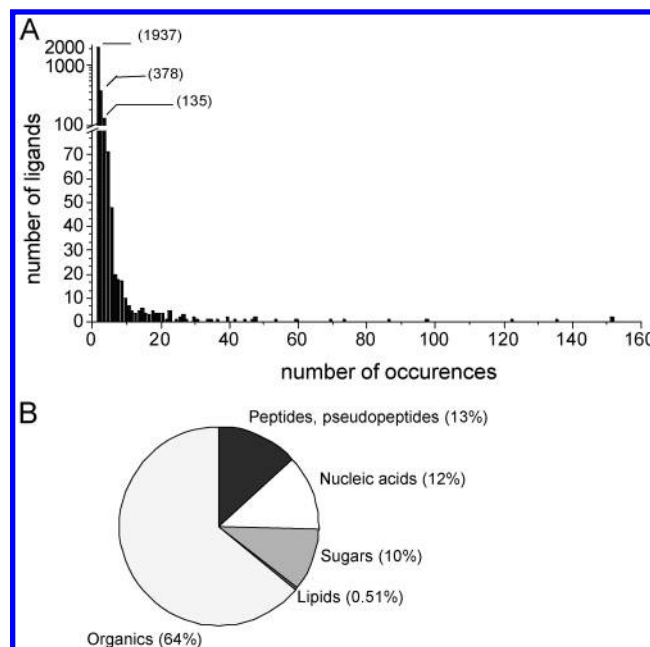 A
(1937)
(378)
(135)
2000
1000
100
70
60
50
40
30
20
10
0
number of ligands
0 20 40 60 80 100 120 140 160
number of occurences
B
Peptides, pseudopeptides (13%)
Nucleic acids (12%)
Sugars (10%)
Lipids (0.51%)
Organics (64%)